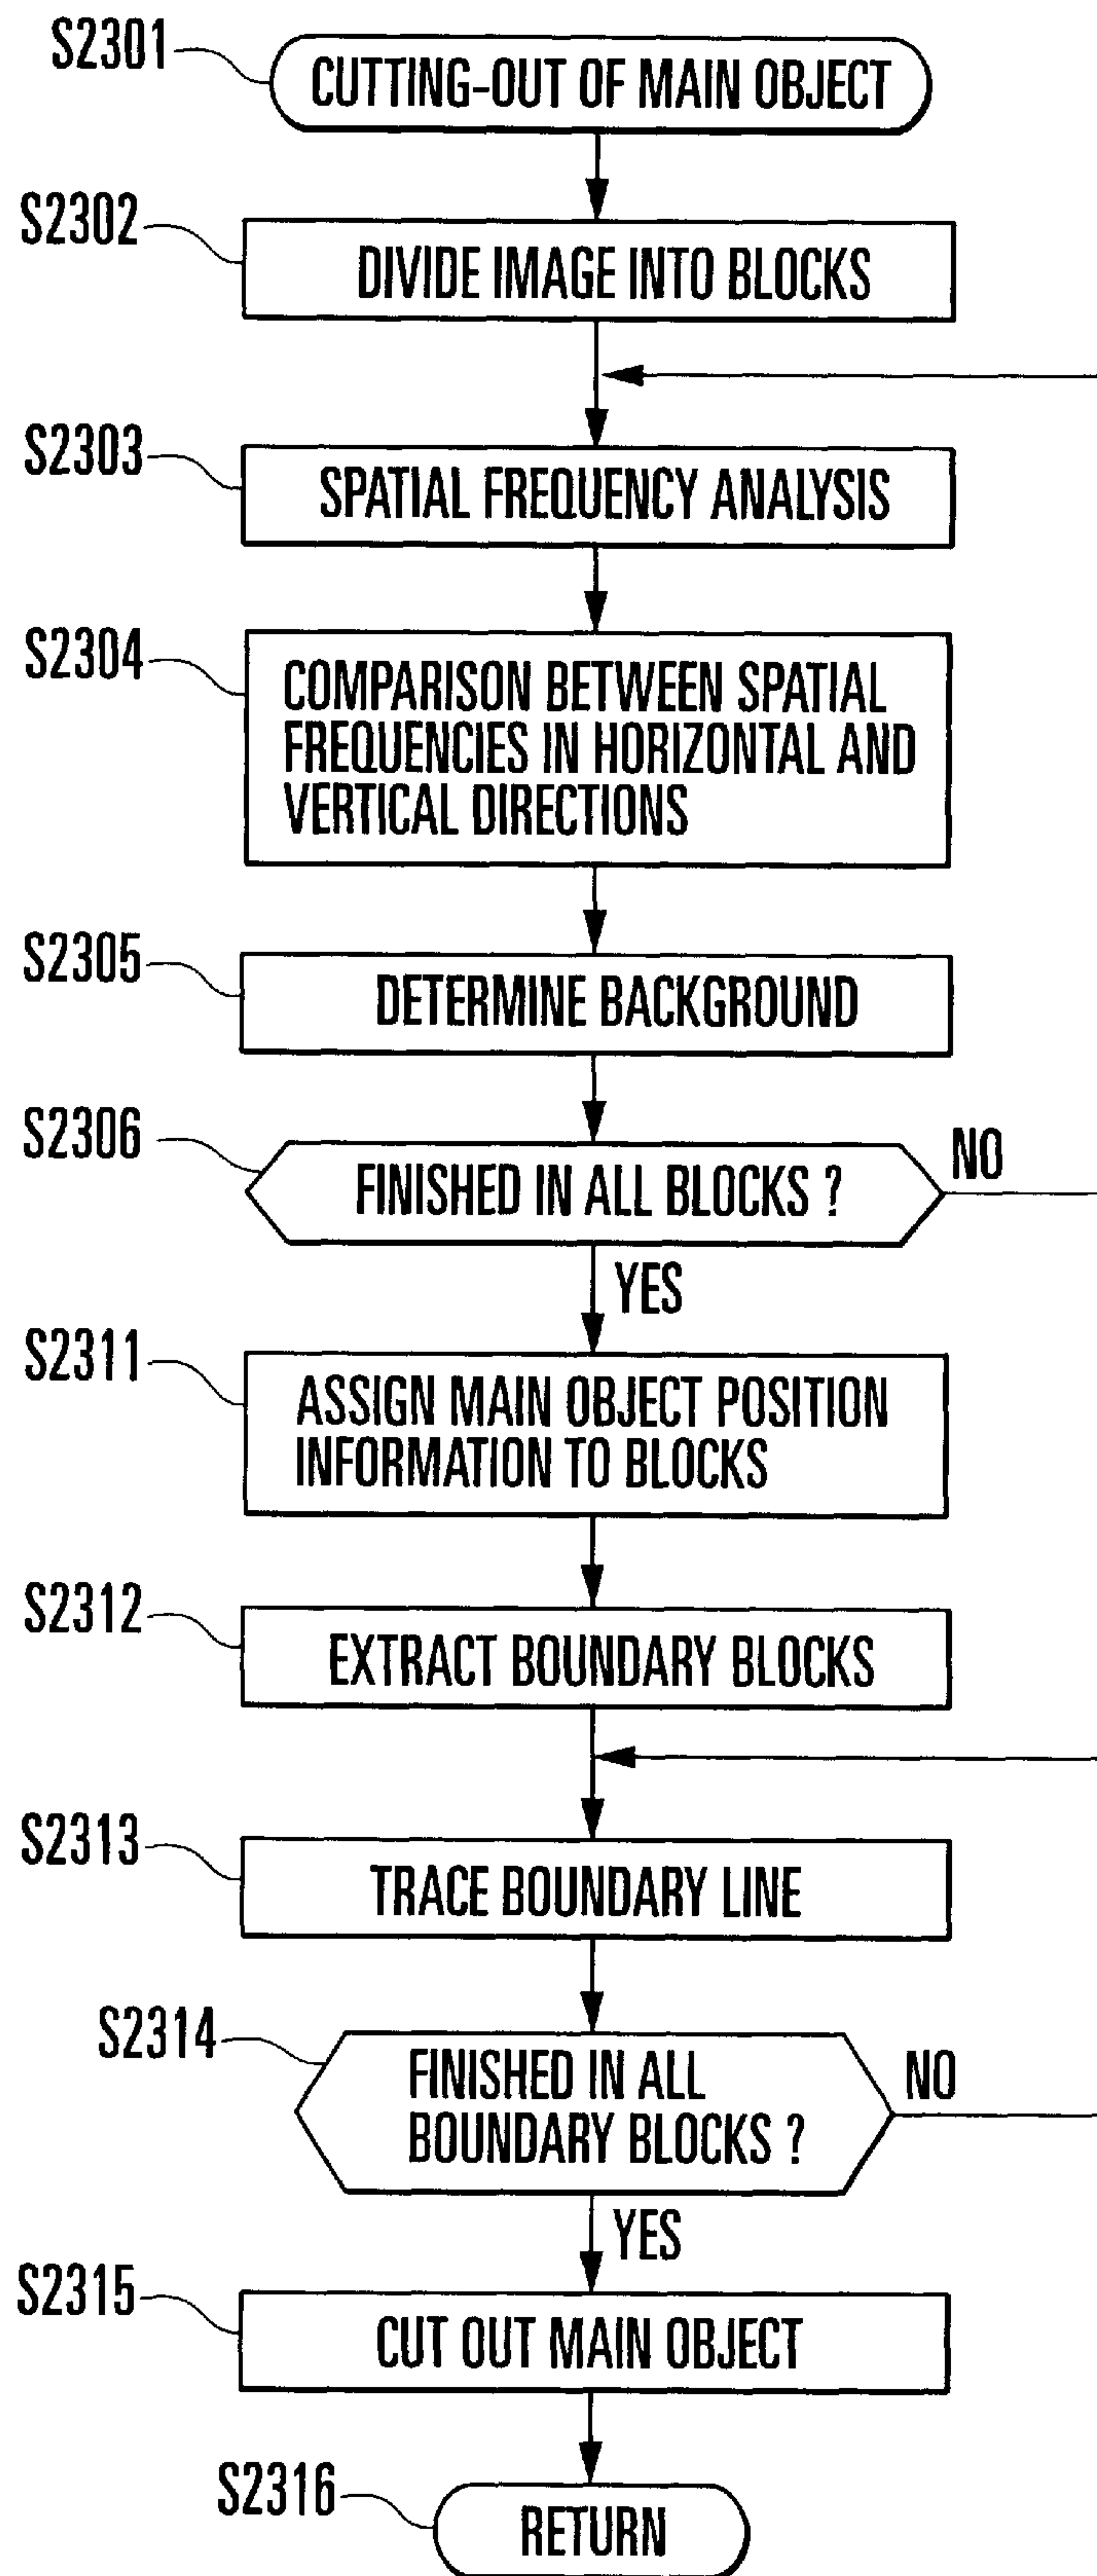 S2301
CUTTING-OUT OF MAIN OBJECT
S2302
DIVIDE IMAGE INTO BLOCKS
S2303
SPATIAL FREQUENCY ANALYSIS
S2304
COMPARISON BETWEEN SPATIAL
FREQUENCIES IN HORIZONTAL AND
VERTICAL DIRECTIONS
S2305
DETERMINE BACKGROUND
S2306
FINISHED IN ALL BLOCKS ?
NO
YES
S2311
ASSIGN MAIN OBJECT POSITION
INFORMATION TO BLOCKS
S2312
EXTRACT BOUNDARY BLOCKS
S2313
TRACE BOUNDARY LINE
S2314
FINISHED IN ALL
BOUNDARY BLOCKS ?
NO
YES
S2315
CUT OUT MAIN OBJECT
S2316
RETURN